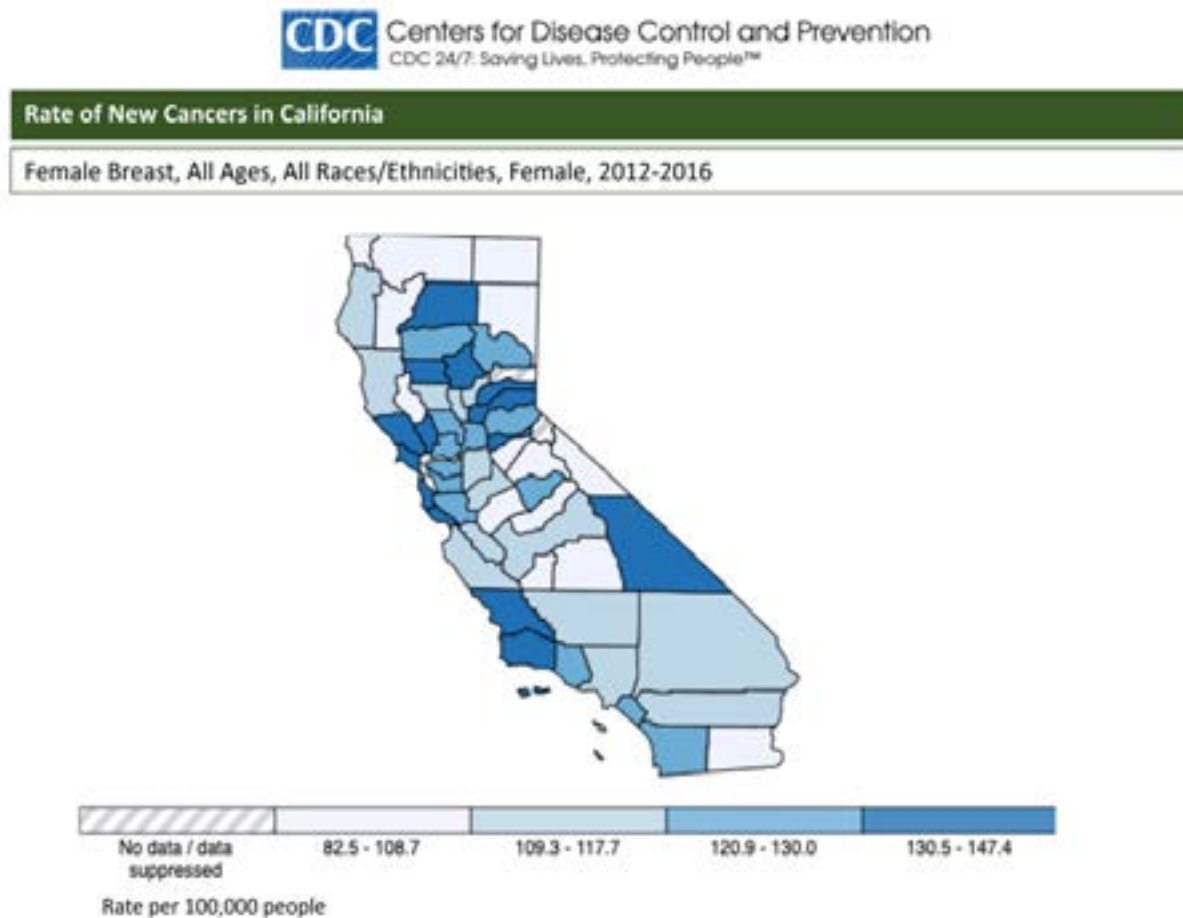 CDC Centers for Disease Control and Prevention
CDC 24/7: Saving Lives, Protecting People™
Rate of New Cancers in California
Female Breast, All Ages, All Races/Ethnicities, Female, 2012-2016
No data / data suppressed
82.5 - 108.7
109.3 - 117.7
120.9 - 130.0
130.5 - 147.4
Rate per 100,000 people